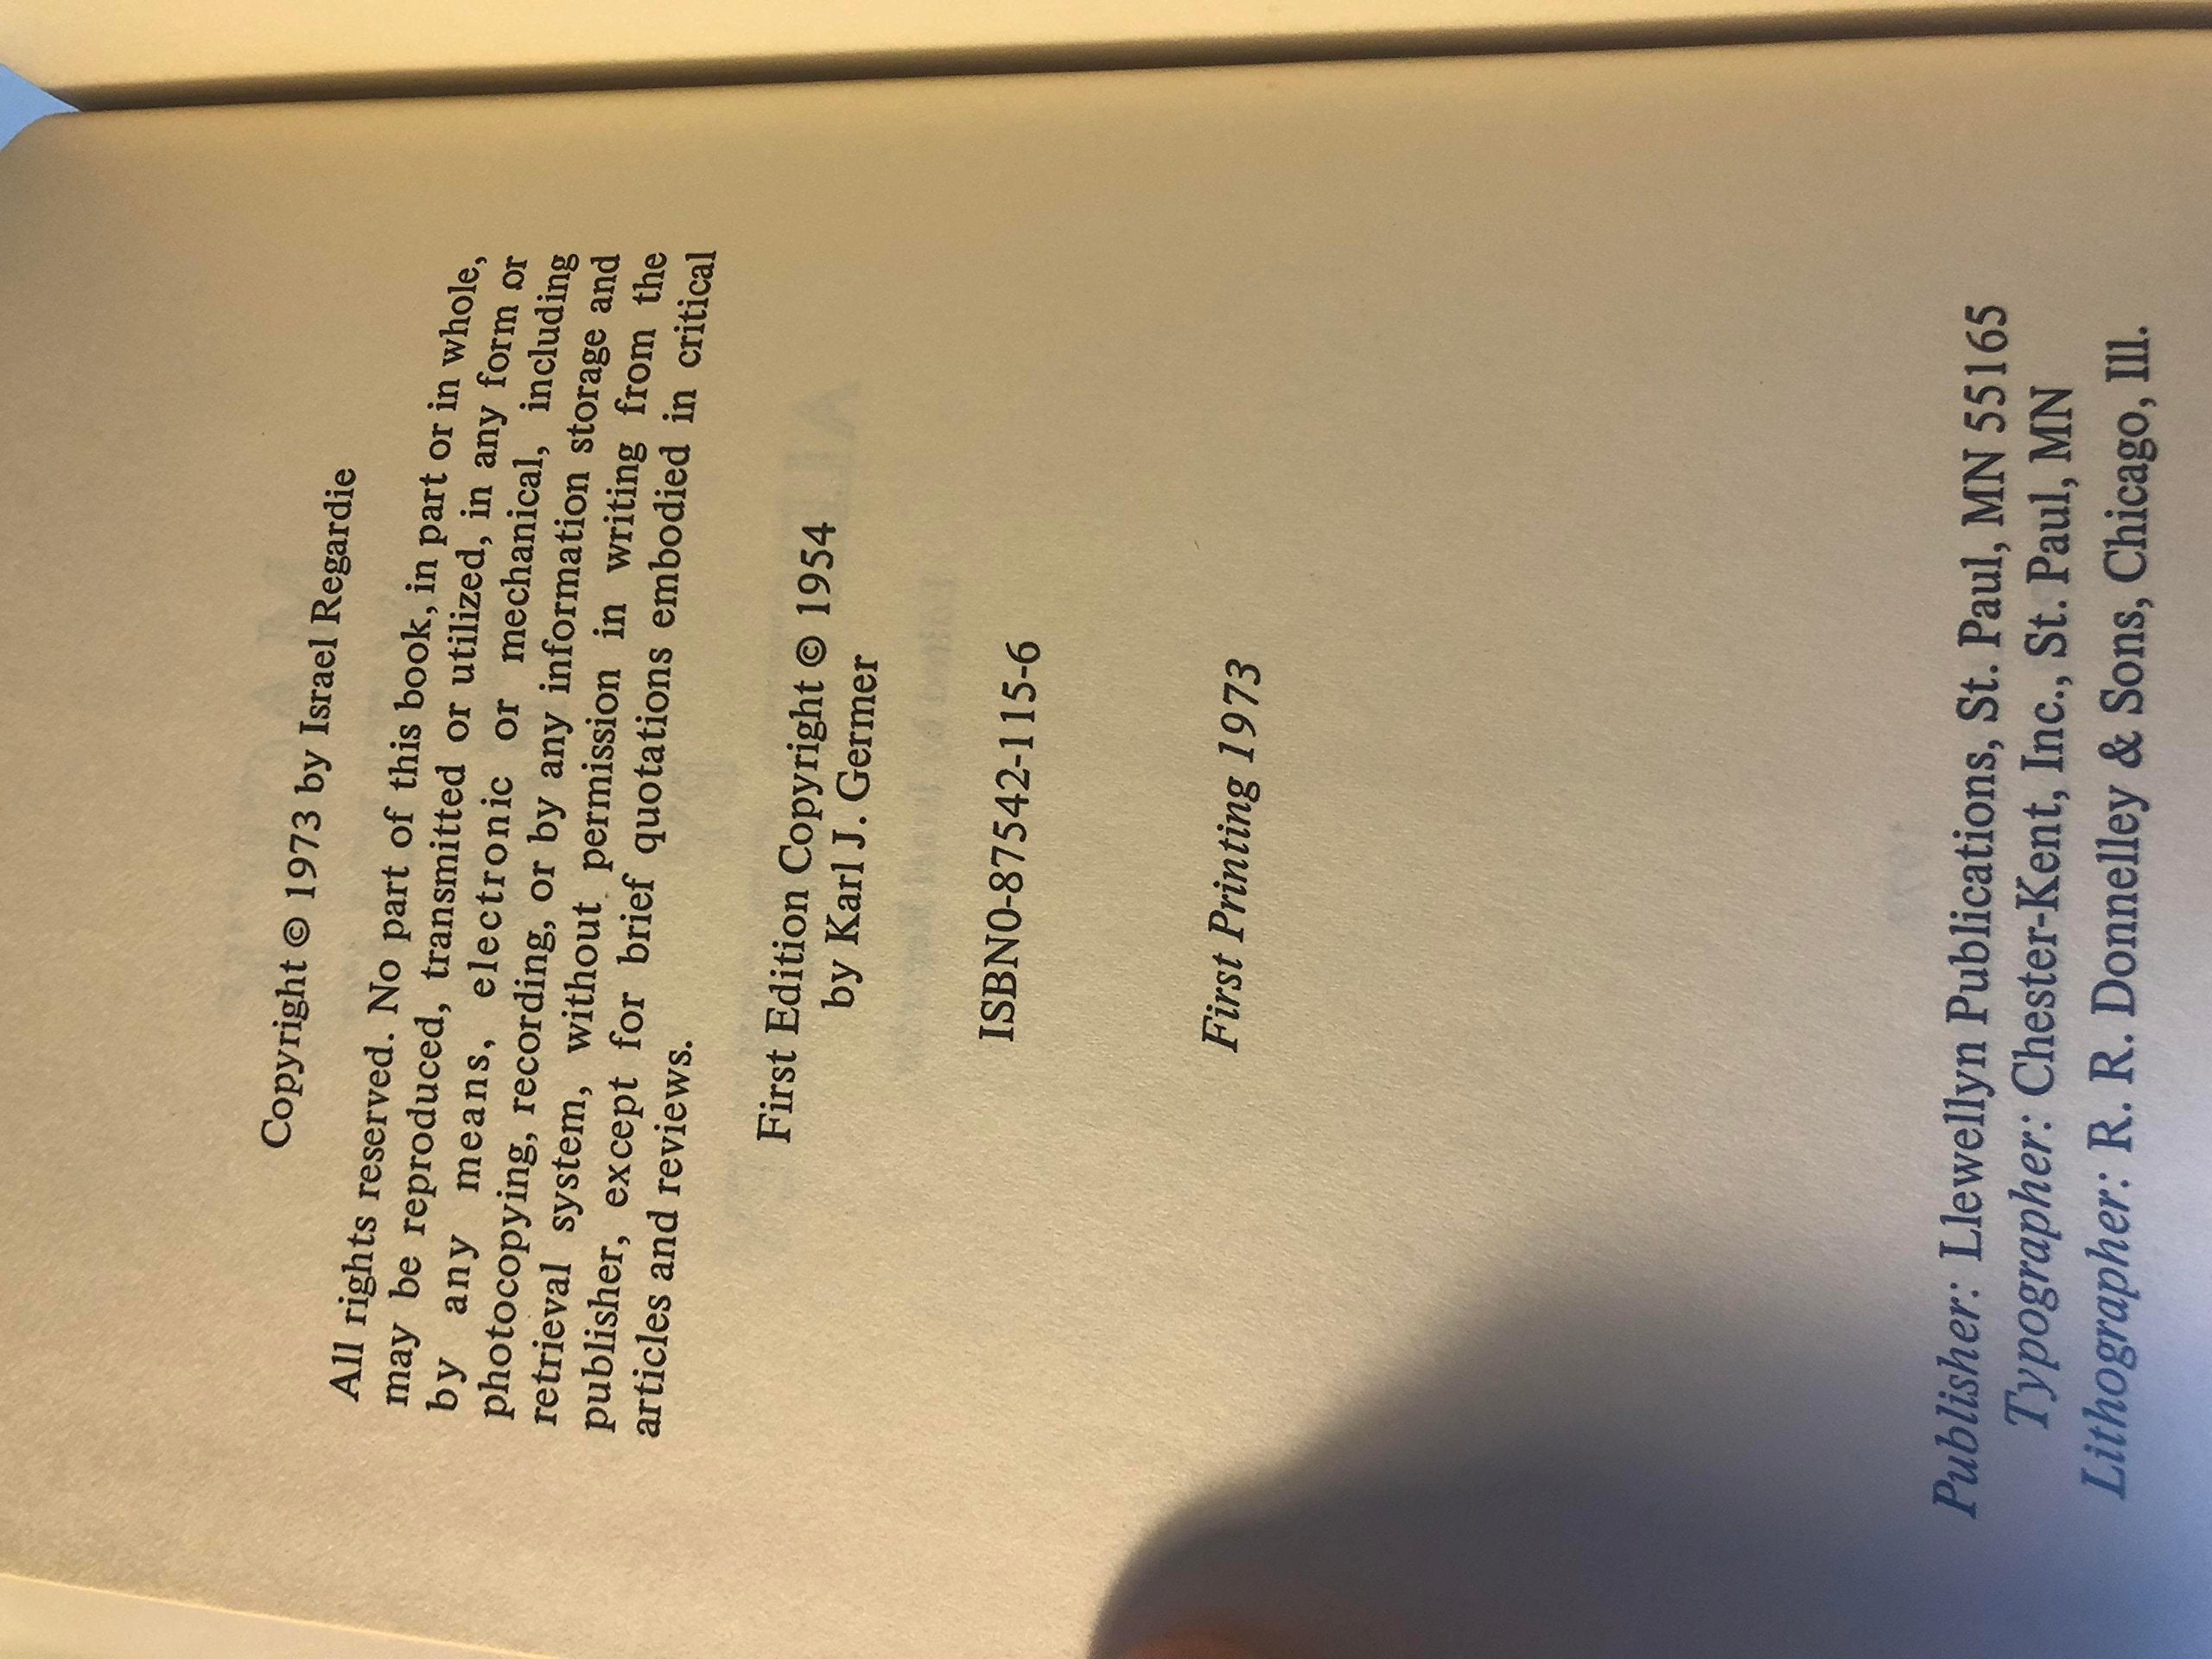 Copyright © 1973 by Israel Regardie
All rights reserved. No part of this book, in part or in whole,
may be reproduced, transmitted or utilized, in any form or
by any means, electronic or mechanical, including
photocopying, recording, or by any information storage and
retrieval system, without permission in writing from the
publisher, except for brief quotations embodied in critical
articles and reviews.
First Edition Copyright © 1954
by Karl J. Germer
ISBN0-87542-115-6
First Printing 1973
Publisher: Llewellyn Publications, St. Paul, MN 55165
Typographer: Chester-Kent, Inc., St. Paul, MN
Lithographer: R. R. Donnelley & Sons, Chicago, Ill.